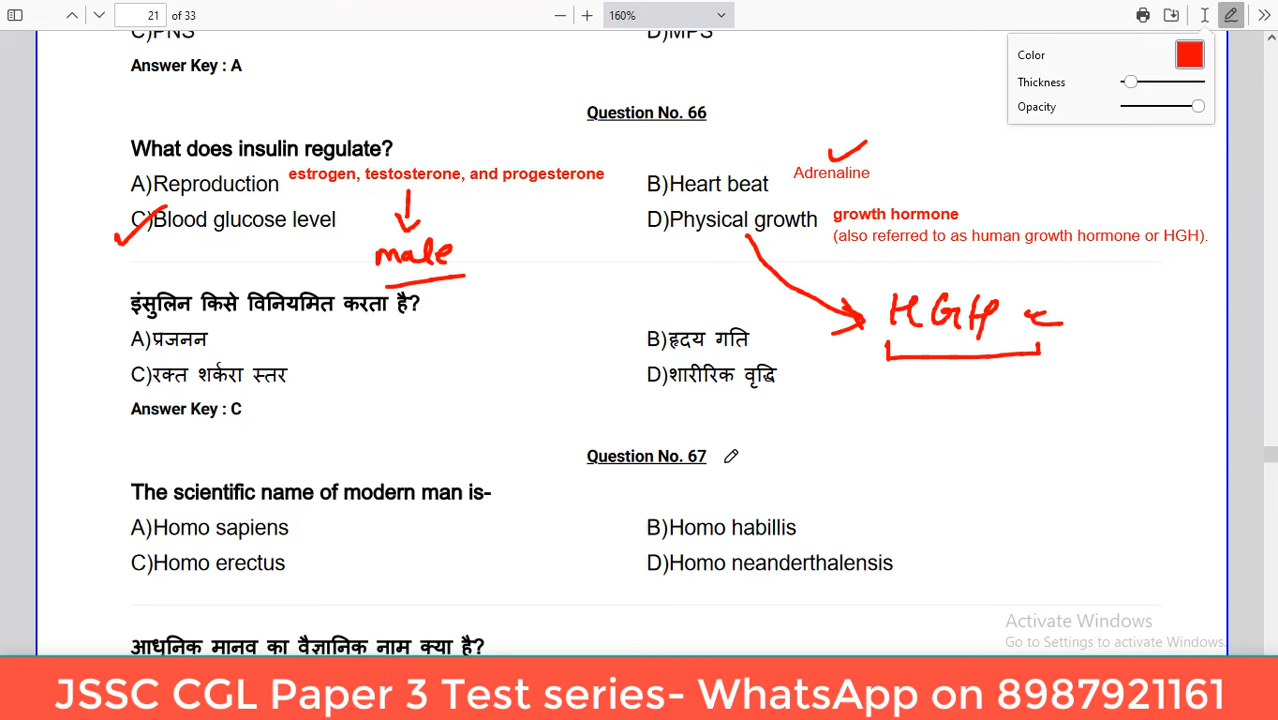 21 of 33
160%
C)PNS D)MPS
Color
Answer Key : A
Thickness
Opacity
Question No. 66
What does insulin regulate?
A)Reproduction estrogen, testosterone, and progesterone B)Heart beat Adrenaline
C)Blood glucose level D)Physical growth growth hormone
(also referred to as human growth hormone or HGH).
male
इंसुलिन किसे विनियमित करता है?
HGH
A)प्रजनन B)हृदय गति
C)रक्त शर्करा स्तर D)शारीरिक वृद्धि
Answer Key : C
Question No. 67
The scientific name of modern man is-
A)Homo sapiens B)Homo habillis
C)Homo erectus D)Homo neanderthalensis
Activate Windows
Go to Settings to activate Windows.
आधुनिक मानव का वैज्ञानिक नाम क्या है?
JSSC CGL Paper 3 Test series- WhatsApp on 8987921161